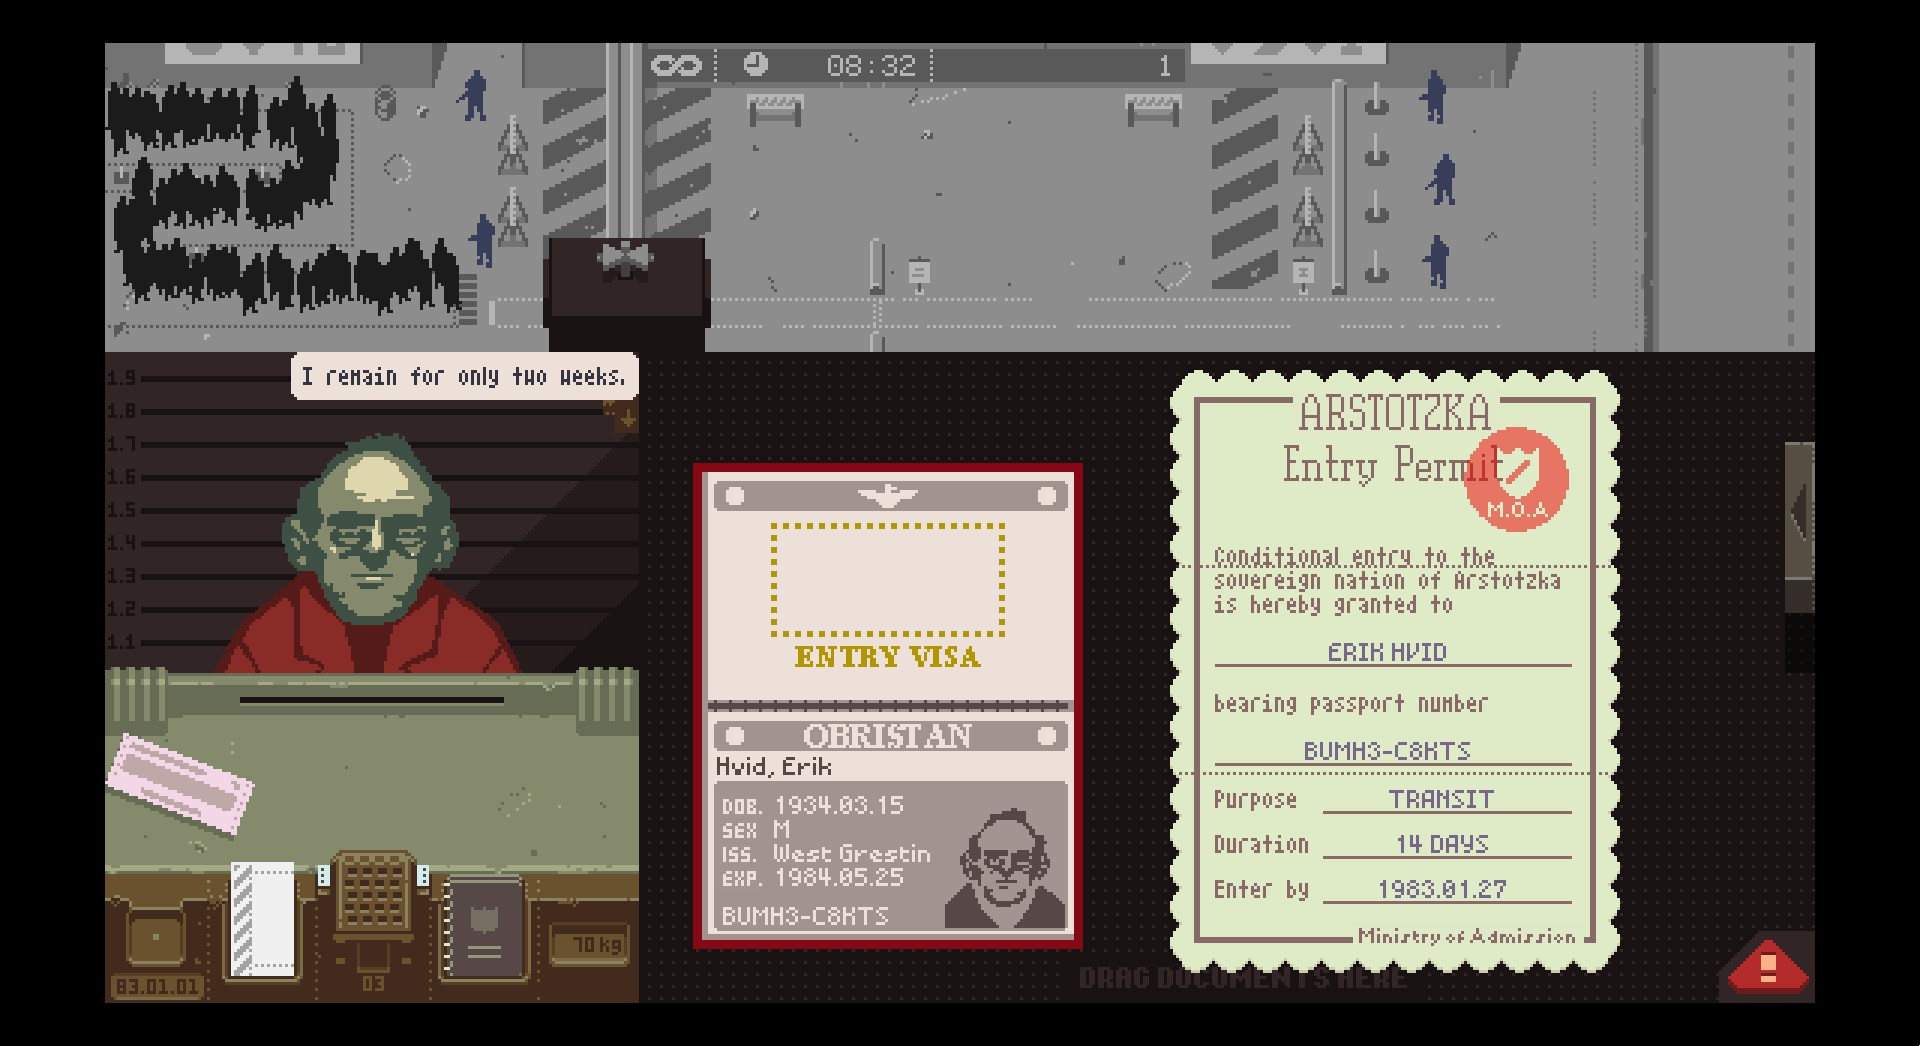 08:32
1
I remain for only two weeks.
1.9
1.8
1.7
1.6
1.5
1.4
1.3
1.2
1.1
ENTRY VISA
OBRISTAN
Hvid, Erik
DOB. 1934.03.15
SEX M
ISS. West Grestin
EXP. 1984.05.25
BUMH3-C8KTS
ARSTOTZKA
Entry Permit
M.O.A
Conditional entry to the
sovereign nation of Arstotzka
is hereby granted to
ERIK HVID
bearing passport number
BUMH3-C8KTS
Purpose TRANSIT
Duration 14 DAYS
Enter by 1983.01.27
Ministry of Admission
70kg
83.01.01
03
DRAG DOCUMENTS HERE